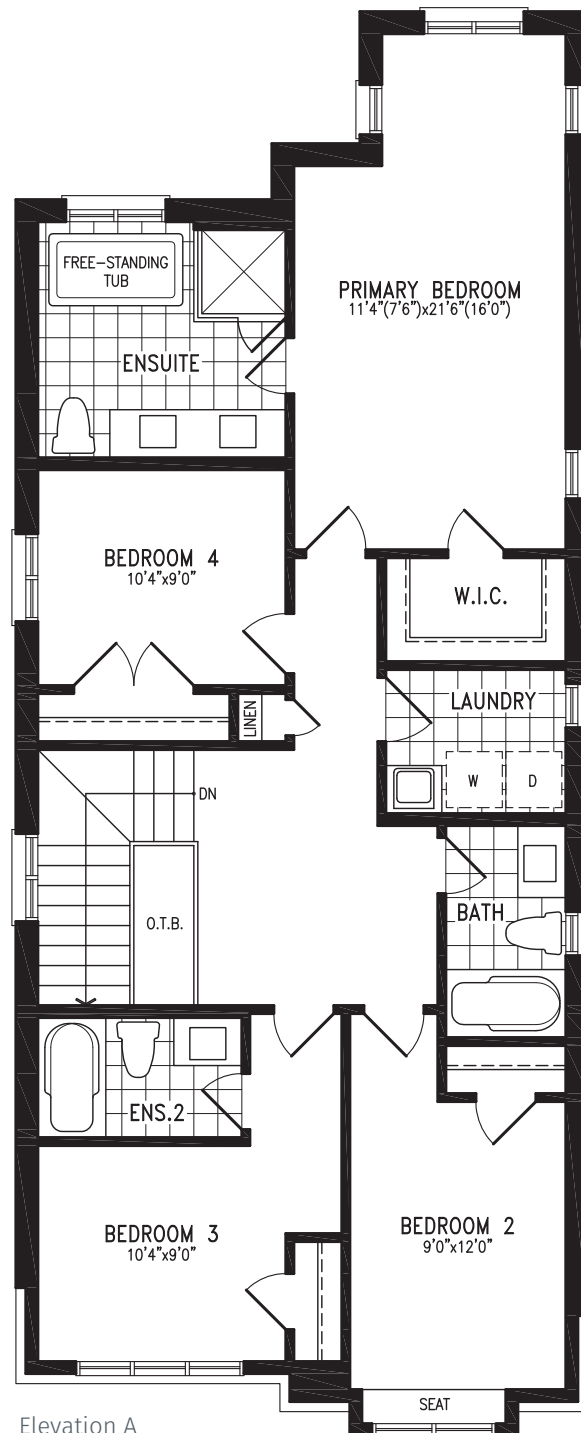 FREE-STANDING
TUB
PRIMARY BEDROOM
11'4"(7'6")x21'6"(16'0")
ENSUITE
BEDROOM 4
10'4"x9'0"
W.I.C.
LINEN
LAUNDRY
W
D
DN
O.T.B.
BATH
ENS.2
BEDROOM 3
10'4"x9'0"
BEDROOM 2
9'0"x12'0"
SEAT
Elevation A